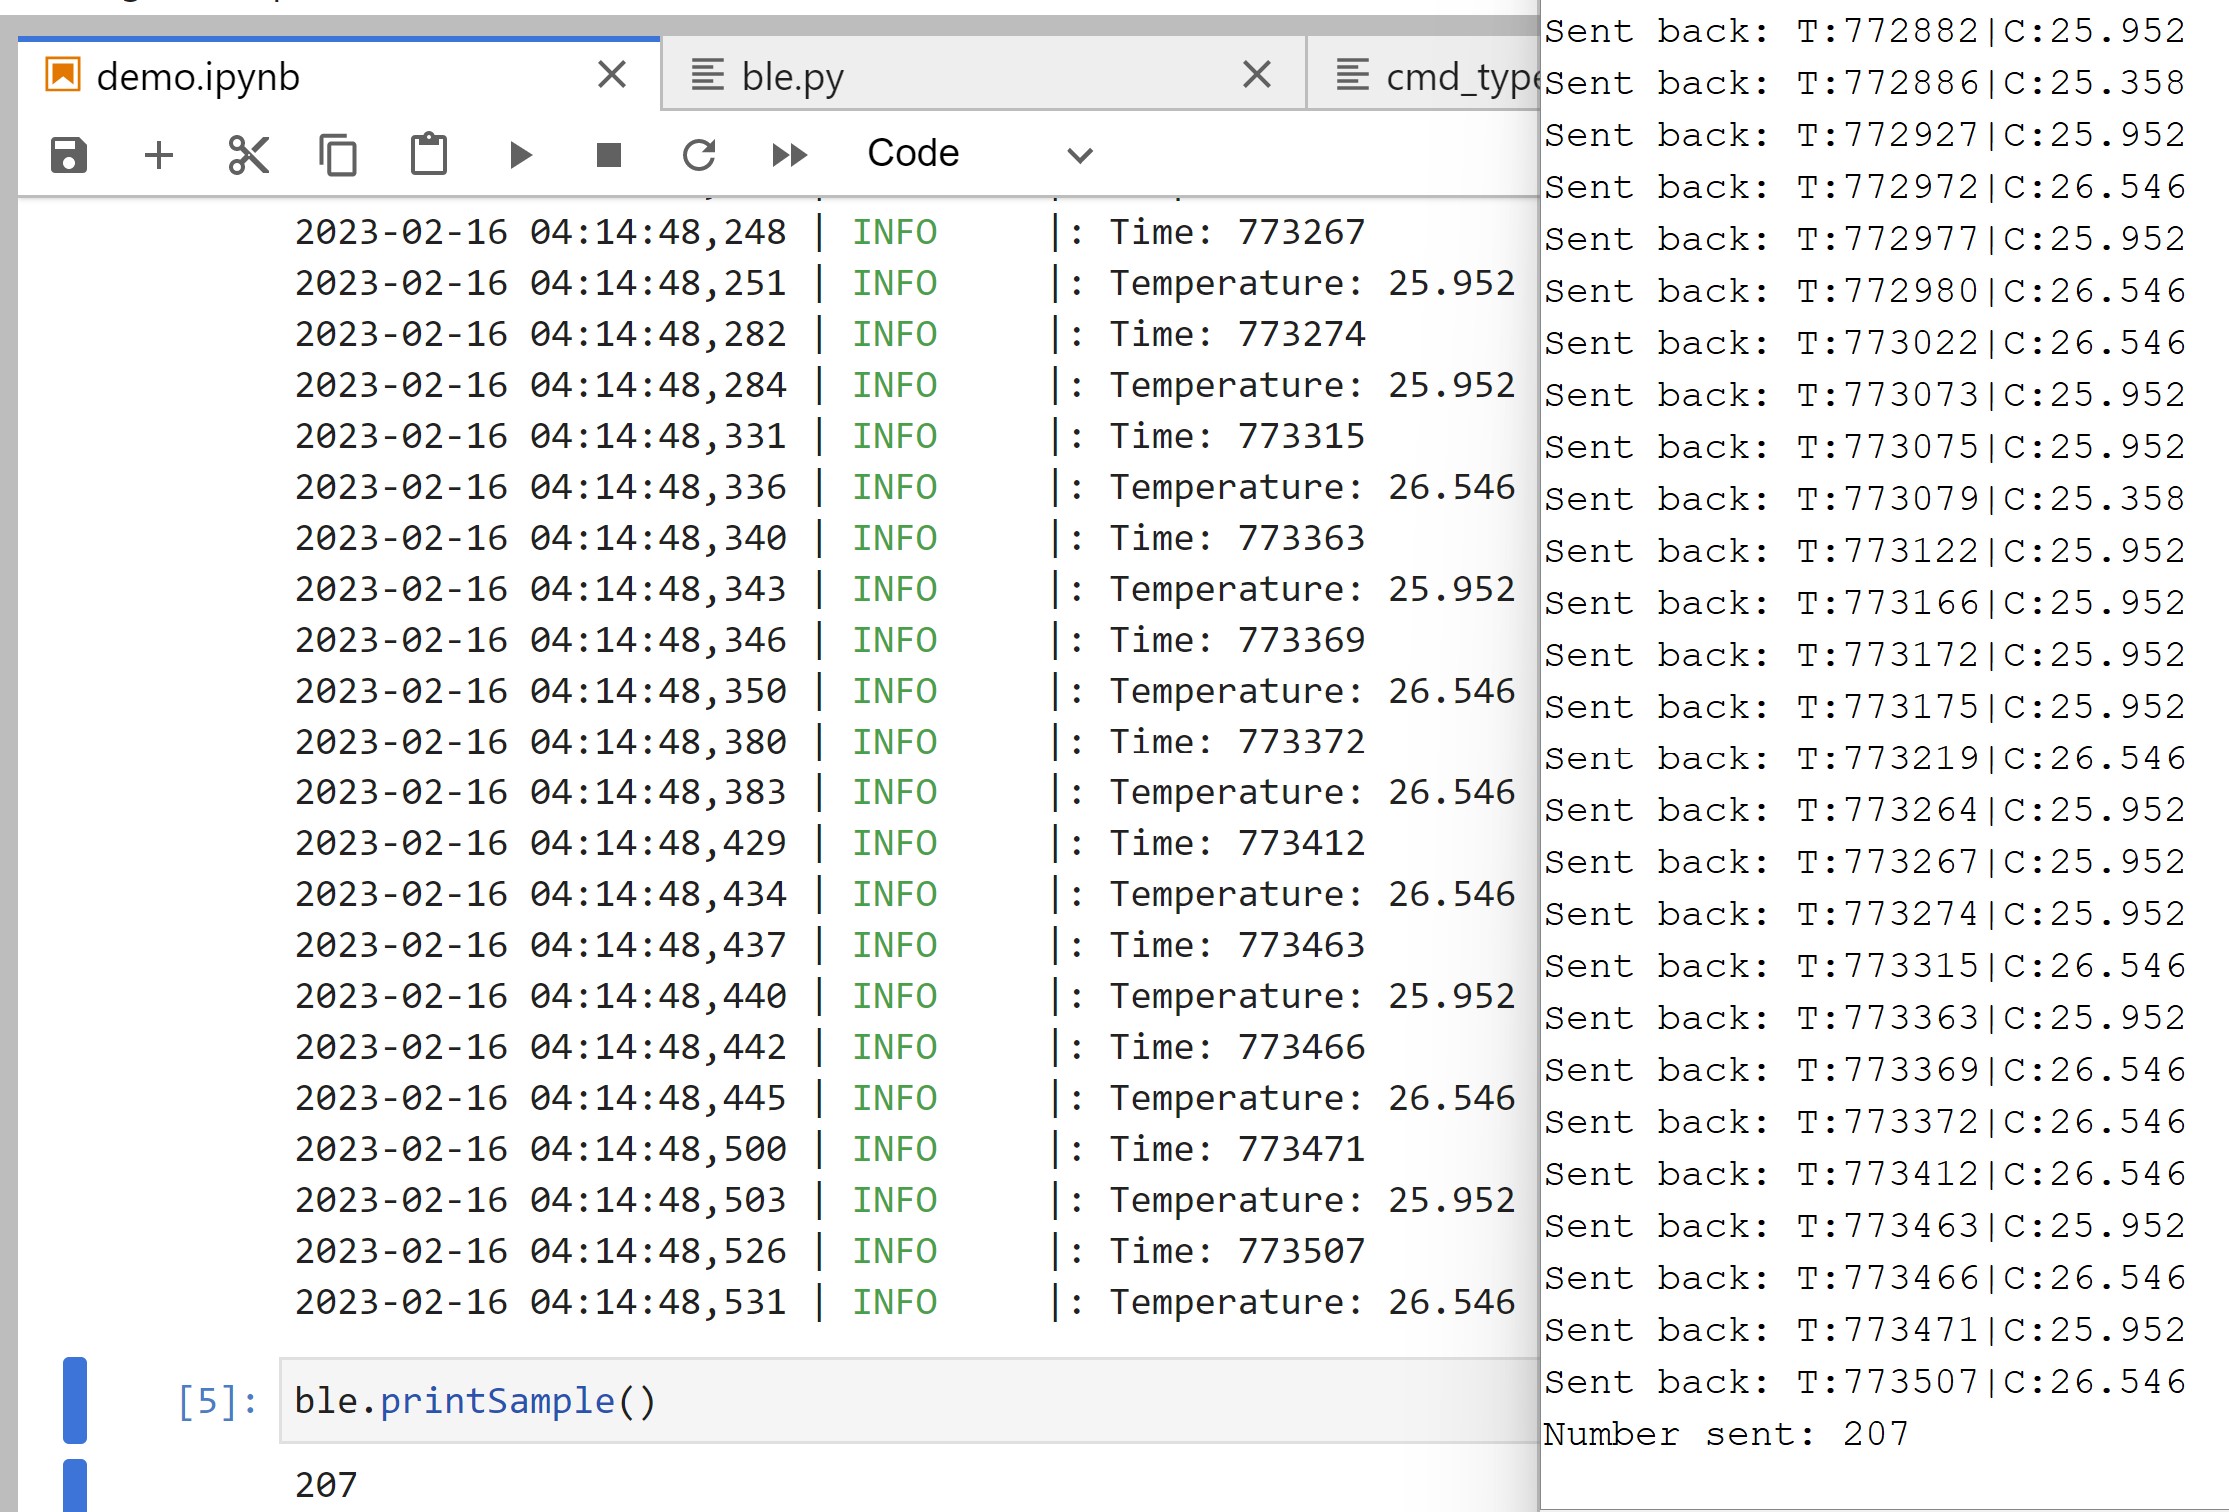 demo.ipynb
ble.py
cmd_type
Code
2023-02-16 04:14:48,248 | INFO     |: Time: 773267
2023-02-16 04:14:48,251 | INFO     |: Temperature: 25.952
2023-02-16 04:14:48,282 | INFO     |: Time: 773274
2023-02-16 04:14:48,284 | INFO     |: Temperature: 25.952
2023-02-16 04:14:48,331 | INFO     |: Time: 773315
2023-02-16 04:14:48,336 | INFO     |: Temperature: 26.546
2023-02-16 04:14:48,340 | INFO     |: Time: 773363
2023-02-16 04:14:48,343 | INFO     |: Temperature: 25.952
2023-02-16 04:14:48,346 | INFO     |: Time: 773369
2023-02-16 04:14:48,350 | INFO     |: Temperature: 26.546
2023-02-16 04:14:48,380 | INFO     |: Time: 773372
2023-02-16 04:14:48,383 | INFO     |: Temperature: 26.546
2023-02-16 04:14:48,429 | INFO     |: Time: 773412
2023-02-16 04:14:48,434 | INFO     |: Temperature: 26.546
2023-02-16 04:14:48,437 | INFO     |: Time: 773463
2023-02-16 04:14:48,440 | INFO     |: Temperature: 25.952
2023-02-16 04:14:48,442 | INFO     |: Time: 773466
2023-02-16 04:14:48,445 | INFO     |: Temperature: 26.546
2023-02-16 04:14:48,500 | INFO     |: Time: 773471
2023-02-16 04:14:48,503 | INFO     |: Temperature: 25.952
2023-02-16 04:14:48,526 | INFO     |: Time: 773507
2023-02-16 04:14:48,531 | INFO     |: Temperature: 26.546
[5]: ble.printSample()
207
Sent back: T:772882|C:25.952
Sent back: T:772886|C:25.358
Sent back: T:772927|C:25.952
Sent back: T:772972|C:26.546
Sent back: T:772977|C:25.952
Sent back: T:772980|C:26.546
Sent back: T:773022|C:26.546
Sent back: T:773073|C:25.952
Sent back: T:773075|C:25.952
Sent back: T:773079|C:25.358
Sent back: T:773122|C:25.952
Sent back: T:773166|C:25.952
Sent back: T:773172|C:25.952
Sent back: T:773175|C:25.952
Sent back: T:773219|C:26.546
Sent back: T:773264|C:25.952
Sent back: T:773267|C:25.952
Sent back: T:773274|C:25.952
Sent back: T:773315|C:26.546
Sent back: T:773363|C:25.952
Sent back: T:773369|C:26.546
Sent back: T:773372|C:26.546
Sent back: T:773412|C:26.546
Sent back: T:773463|C:25.952
Sent back: T:773466|C:26.546
Sent back: T:773471|C:25.952
Sent back: T:773507|C:26.546
Number sent: 207